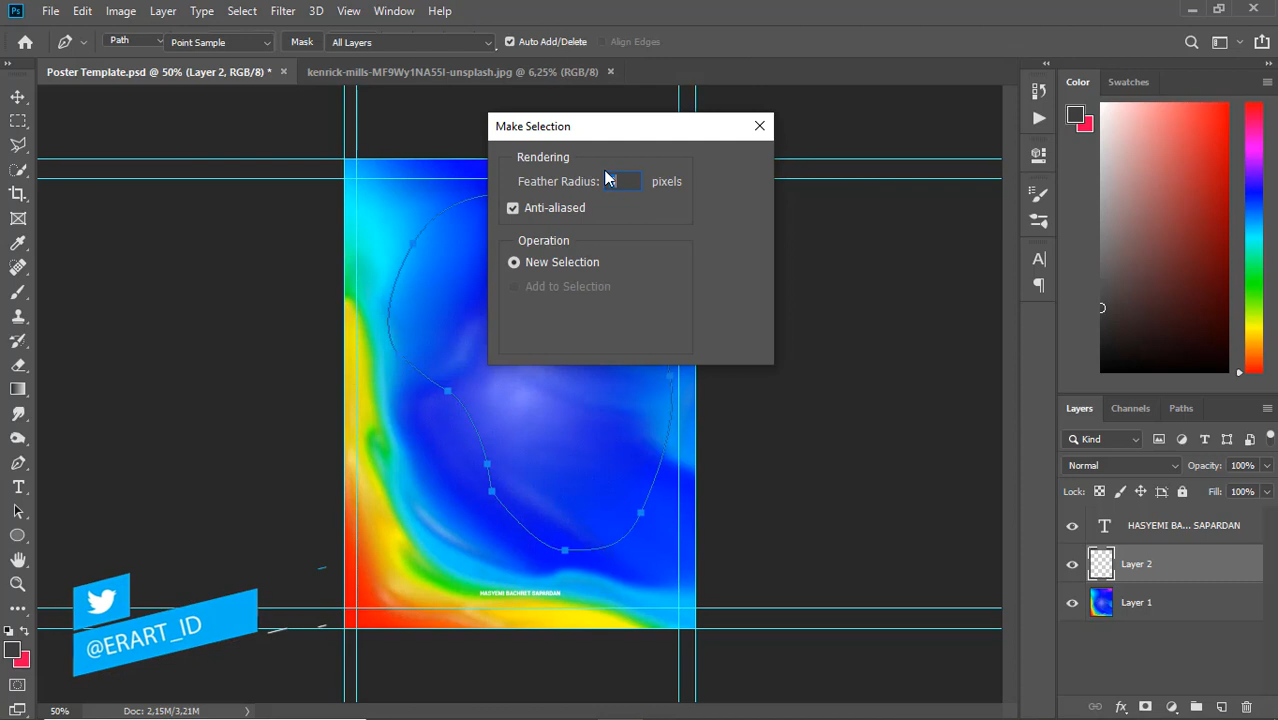 Ps File Edit Image Layer Type Select Filter 3D View Window Help
Path Point Sample Mask All Layers Auto Add/Delete Align Edges
Poster Template.psd @ 50% (Layer 2, RGB/8) * kenrick-mills-MF9Wy1NA55I-unsplash.jpg @ 6,25% (RGB/8)
Color Swatches
Make Selection
Rendering
Feather Radius: pixels
Anti-aliased
Operation
New Selection
Add to Selection
Layers Channels Paths
Kind
Normal Opacity: 100%
Lock: Fill: 100%
T HASYEMI BA... SAPARDAN
Layer 2
Layer 1
HASYEMI BACHRET SAPARDAN
@ERART_ID
50% Doc: 2,15M/3,21M